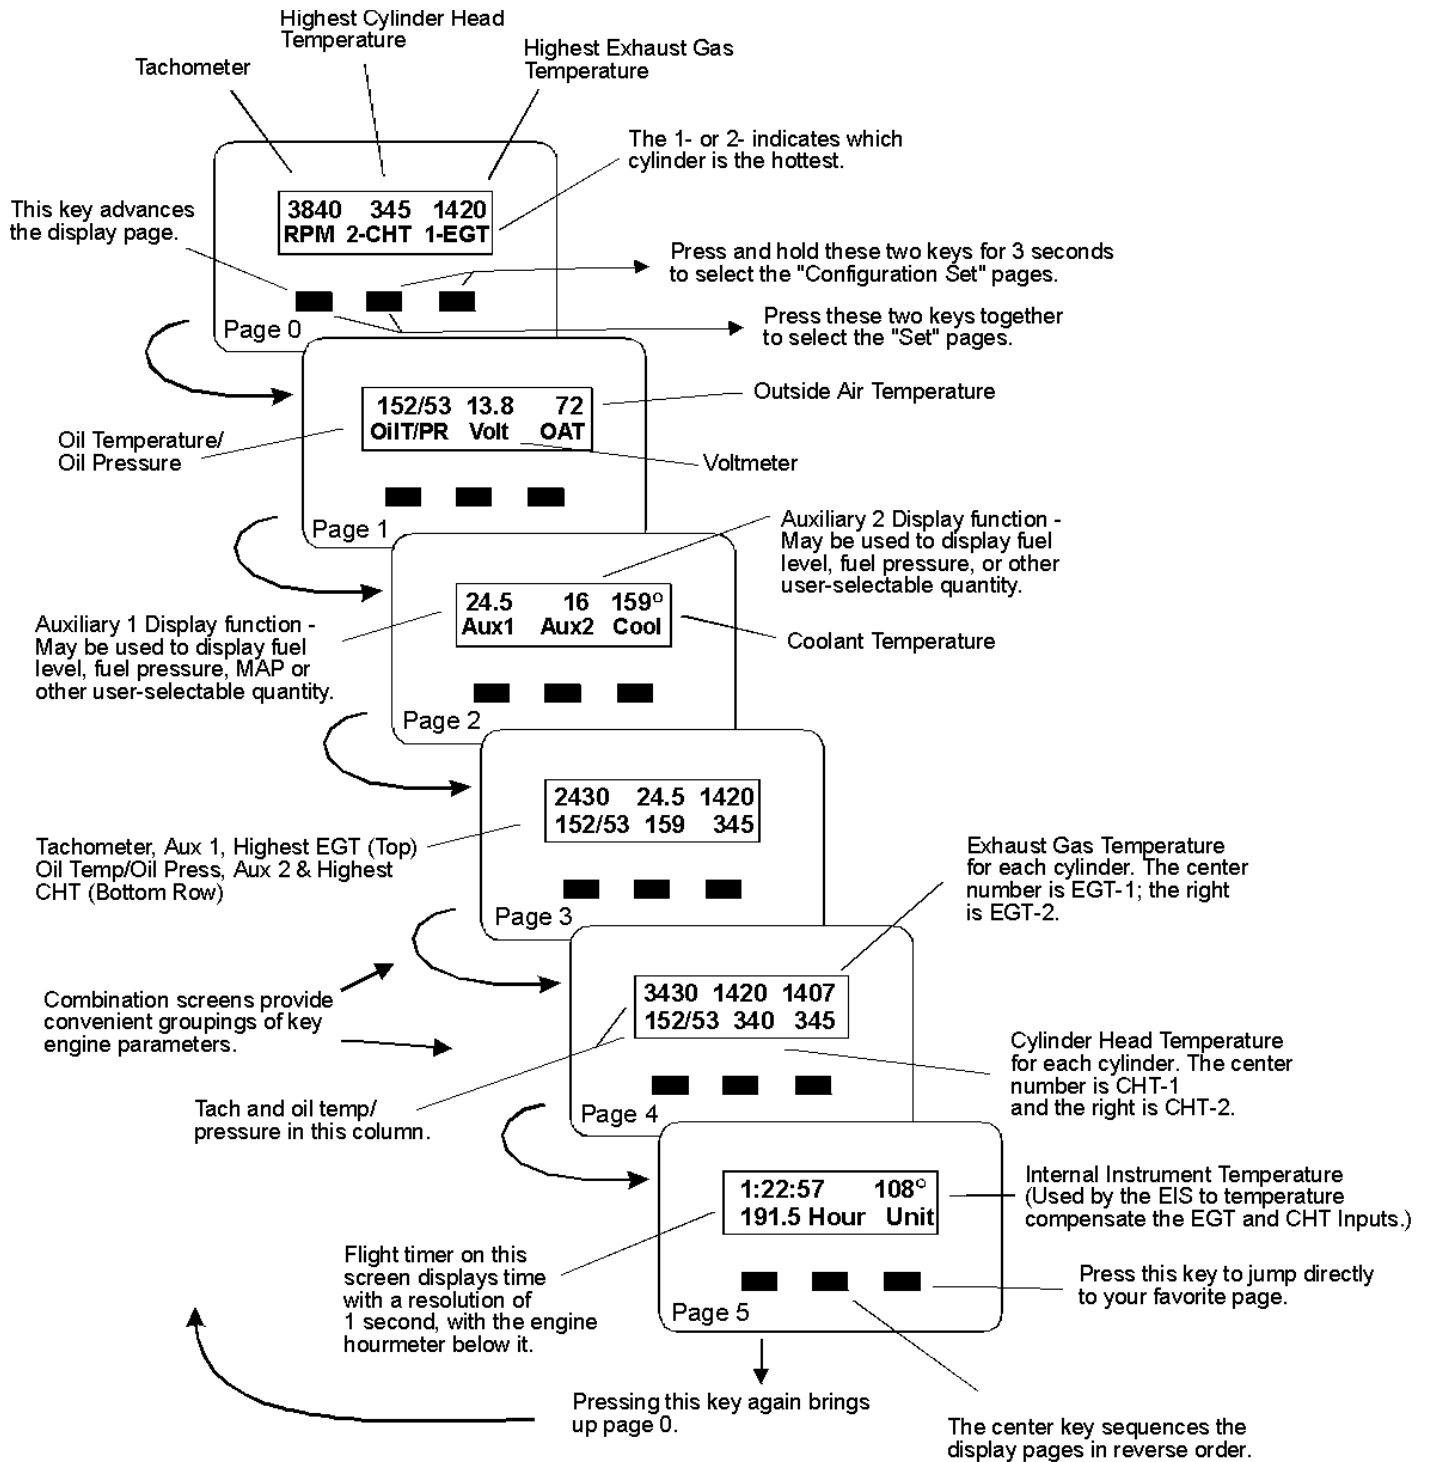 Highest Cylinder Head
Temperature
Highest Exhaust Gas
Temperature
Tachometer
The 1- or 2- indicates which
cylinder is the hottest.
This key advances
the display page.
3840 345 1420
RPM 2-CHT 1-EGT
Press and hold these two keys for 3 seconds
to select the "Configuration Set" pages.
Page 0
Press these two keys together
to select the "Set" pages.
152/53 13.8 72
OilT/PR Volt OAT
Outside Air Temperature
Oil Temperature/
Oil Pressure
Voltmeter
Page 1
Auxiliary 2 Display function -
May be used to display fuel
level, fuel pressure, or other
user-selectable quantity.
24.5 16 159°
Aux1 Aux2 Cool
Auxiliary 1 Display function -
May be used to display fuel
level, fuel pressure, MAP or
other user-selectable quantity.
Coolant Temperature
Page 2
2430 24.5 1420
152/53 159 345
Tachometer, Aux 1, Highest EGT (Top)
Oil Temp/Oil Press, Aux 2 & Highest
CHT (Bottom Row)
Page 3
Exhaust Gas Temperature
for each cylinder. The center
number is EGT-1; the right
is EGT-2.
Combination screens provide
convenient groupings of key
engine parameters.
3430 1420 1407
152/53 340 345
Cylinder Head Temperature
for each cylinder. The center
number is CHT-1
and the right is CHT-2.
Tach and oil temp/
pressure in this column.
Page 4
1:22:57 108°
191.5 Hour Unit
Internal Instrument Temperature
(Used by the EIS to temperature
compensate the EGT and CHT Inputs.)
Flight timer on this
screen displays time
with a resolution of
1 second, with the engine
hourmeter below it.
Press this key to jump directly
to your favorite page.
Page 5
Pressing this key again brings
up page 0.
The center key sequences the
display pages in reverse order.